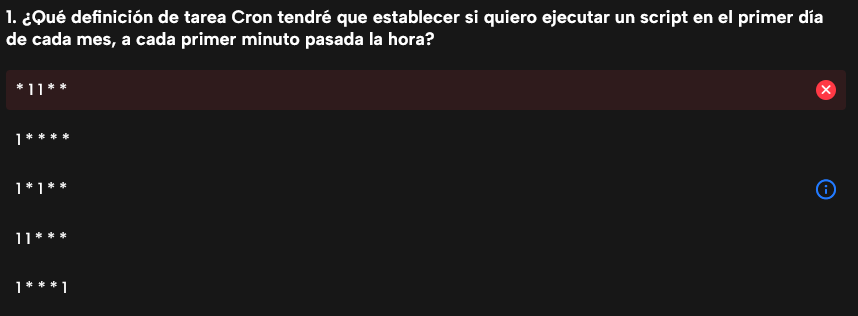 1. ¿Qué definición de tarea Cron tendré que establecer si quiero ejecutar un script en el primer día
de cada mes, a cada primer minuto pasada la hora?
* 1 1 * *
1 * * * *
1 * 1 * *
1 1 * * *
1 * * * 1